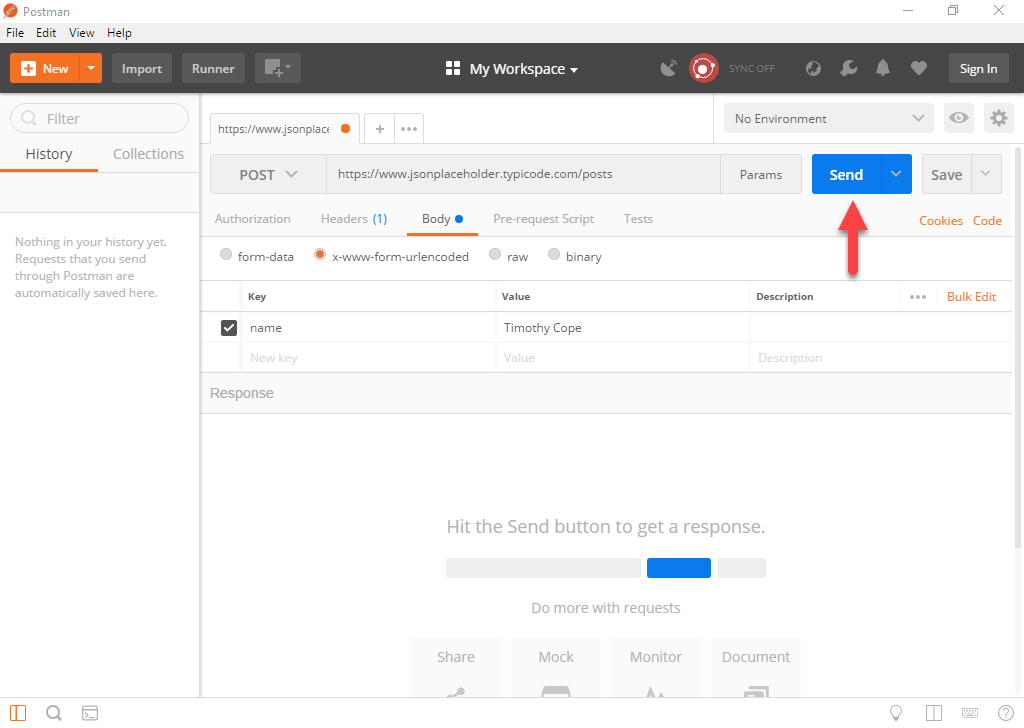 Postman
File Edit View Help
New Import Runner My Workspace SYNC OFF Sign In
Filter
History Collections
Nothing in your history yet.
Requests that you send
through Postman are
automatically saved here.
https://www.jsonplace + ••• No Environment
POST https://www.jsonplaceholder.typicode.com/posts Params Send Save
Authorization Headers (1) Body Pre-request Script Tests Cookies Code
form-data x-www-form-urlencoded raw binary
Key Value Description ••• Bulk Edit
name Timothy Cope
New key Value Description
Response
Hit the Send button to get a response.
Do more with requests
Share Mock Monitor Document